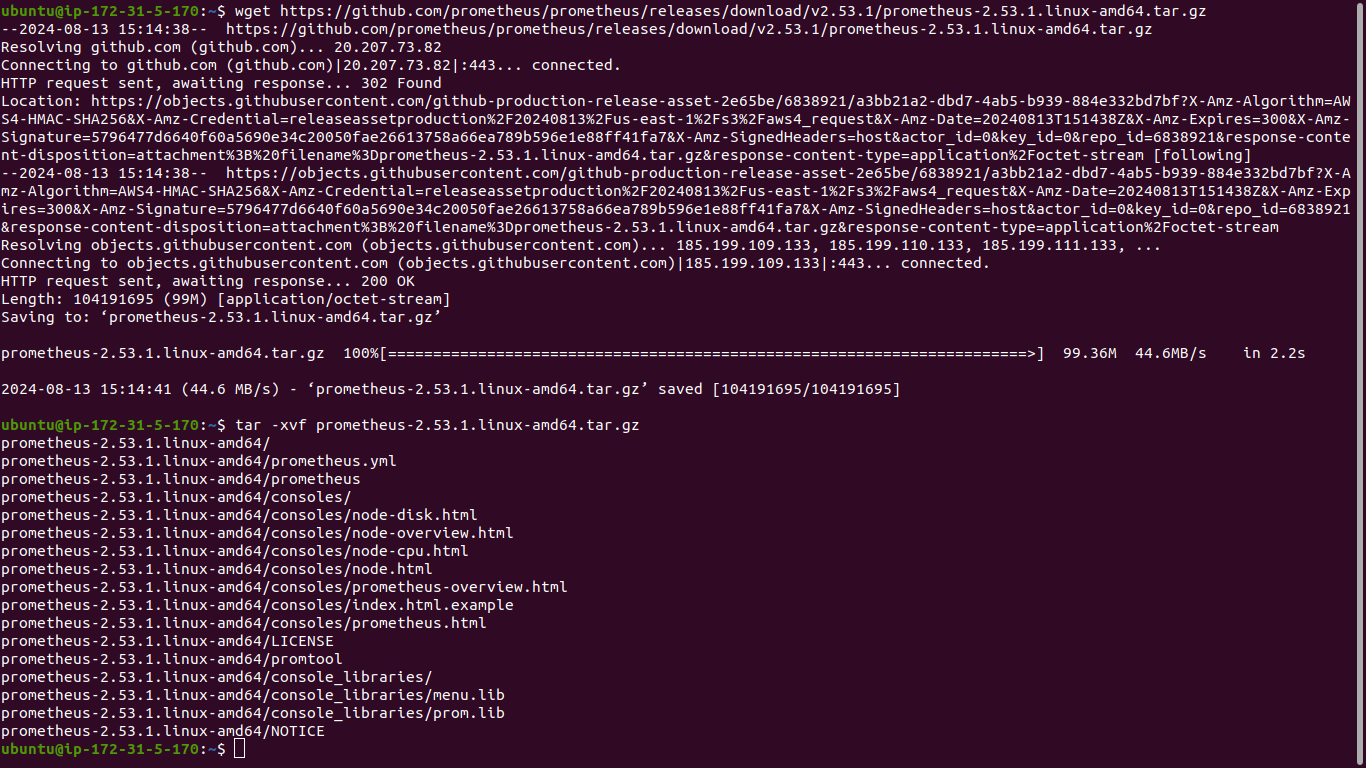 ubuntu@ip-172-31-5-170:~$ wget https://github.com/prometheus/prometheus/releases/download/v2.53.1/prometheus-2.53.1.linux-amd64.tar.gz
--2024-08-13 15:14:38--  https://github.com/prometheus/prometheus/releases/download/v2.53.1/prometheus-2.53.1.linux-amd64.tar.gz
Resolving github.com (github.com)... 20.207.73.82
Connecting to github.com (github.com)|20.207.73.82|:443... connected.
HTTP request sent, awaiting response... 302 Found
Location: https://objects.githubusercontent.com/github-production-release-asset-2e65be/6838921/a3bb21a2-dbd7-4ab5-b939-884e332bd7bf?X-Amz-Algorithm=AW
S4-HMAC-SHA256&X-Amz-Credential=releaseassetproduction%2F20240813%2Fus-east-1%2Fs3%2Faws4_request&X-Amz-Date=20240813T151438Z&X-Amz-Expires=300&X-Amz-
Signature=5796477d6640f60a5690e34c20050fae26613758a66ea789b596e1e88ff41fa7&X-Amz-SignedHeaders=host&actor_id=0&key_id=0&repo_id=6838921&response-conte
nt-disposition=attachment%3B%20filename%3Dprometheus-2.53.1.linux-amd64.tar.gz&response-content-type=application%2Foctet-stream [following]
--2024-08-13 15:14:38--  https://objects.githubusercontent.com/github-production-release-asset-2e65be/6838921/a3bb21a2-dbd7-4ab5-b939-884e332bd7bf?X-A
mz-Algorithm=AWS4-HMAC-SHA256&X-Amz-Credential=releaseassetproduction%2F20240813%2Fus-east-1%2Fs3%2Faws4_request&X-Amz-Date=20240813T151438Z&X-Amz-Exp
ires=300&X-Amz-Signature=5796477d6640f60a5690e34c20050fae26613758a66ea789b596e1e88ff41fa7&X-Amz-SignedHeaders=host&actor_id=0&key_id=0&repo_id=6838921
&response-content-disposition=attachment%3B%20filename%3Dprometheus-2.53.1.linux-amd64.tar.gz&response-content-type=application%2Foctet-stream
Resolving objects.githubusercontent.com (objects.githubusercontent.com)... 185.199.109.133, 185.199.110.133, 185.199.111.133, ...
Connecting to objects.githubusercontent.com (objects.githubusercontent.com)|185.199.109.133|:443... connected.
HTTP request sent, awaiting response... 200 OK
Length: 104191695 (99M) [application/octet-stream]
Saving to: ‘prometheus-2.53.1.linux-amd64.tar.gz’
prometheus-2.53.1.linux-amd64.tar.gz  100%[=======================================================================>]  99.36M  44.6MB/s    in 2.2s
2024-08-13 15:14:41 (44.6 MB/s) - ‘prometheus-2.53.1.linux-amd64.tar.gz’ saved [104191695/104191695]
ubuntu@ip-172-31-5-170:~$ tar -xvf prometheus-2.53.1.linux-amd64.tar.gz
prometheus-2.53.1.linux-amd64/
prometheus-2.53.1.linux-amd64/prometheus.yml
prometheus-2.53.1.linux-amd64/prometheus
prometheus-2.53.1.linux-amd64/consoles/
prometheus-2.53.1.linux-amd64/consoles/node-disk.html
prometheus-2.53.1.linux-amd64/consoles/node-overview.html
prometheus-2.53.1.linux-amd64/consoles/node-cpu.html
prometheus-2.53.1.linux-amd64/consoles/node.html
prometheus-2.53.1.linux-amd64/consoles/prometheus-overview.html
prometheus-2.53.1.linux-amd64/consoles/index.html.example
prometheus-2.53.1.linux-amd64/consoles/prometheus.html
prometheus-2.53.1.linux-amd64/LICENSE
prometheus-2.53.1.linux-amd64/promtool
prometheus-2.53.1.linux-amd64/console_libraries/
prometheus-2.53.1.linux-amd64/console_libraries/menu.lib
prometheus-2.53.1.linux-amd64/console_libraries/prom.lib
prometheus-2.53.1.linux-amd64/NOTICE
ubuntu@ip-172-31-5-170:~$